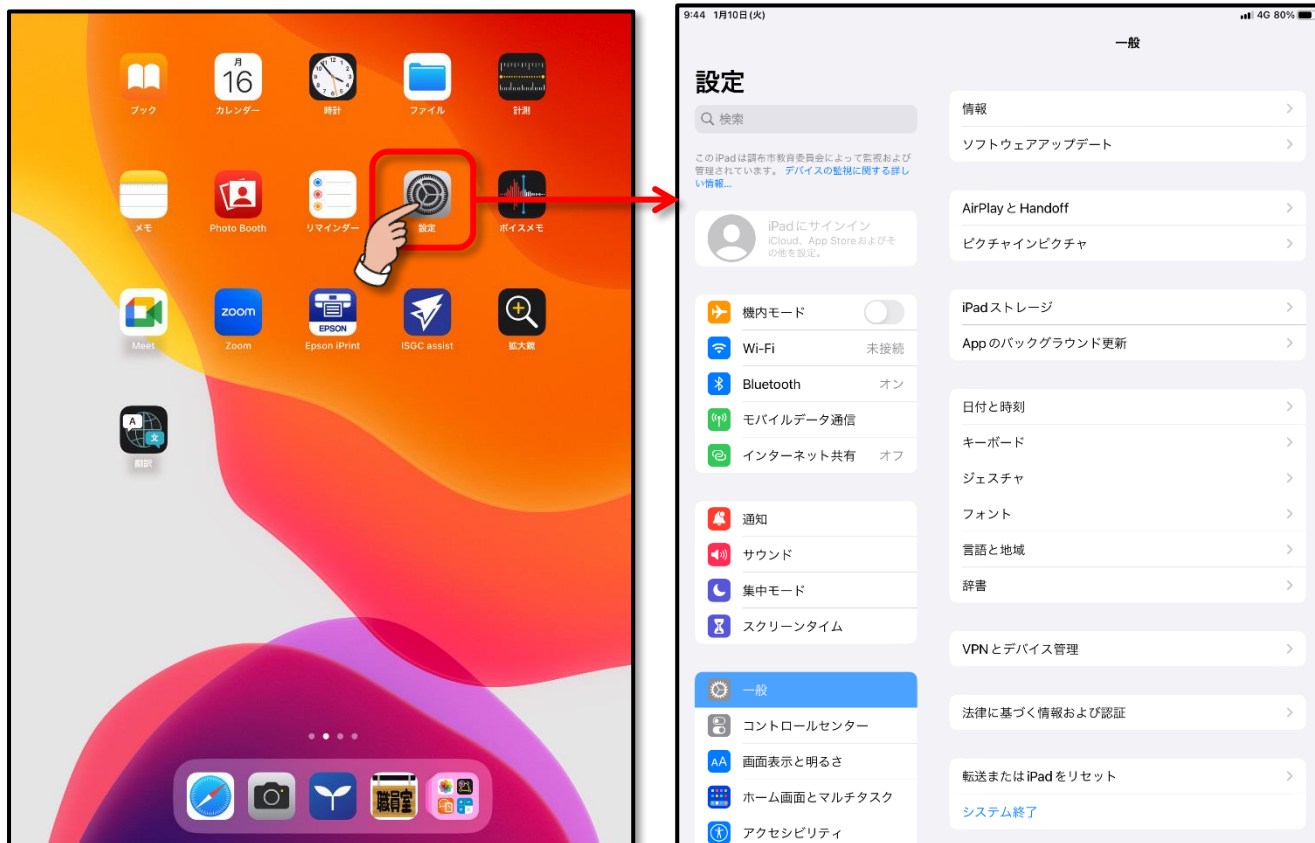 月
16
ブック
カレンダー
時計
ファイル
計測
メモ
Photo Booth
リマインダー
設定
ボイスメモ
zoom
EPSON
Meet
Zoom
Epson iPrint
ISGC assist
拡大鏡
A
文
翻訳
職員室
9:44 1月10日(火)
4G 80%
設定
検索
このiPadは調布市教育委員会によって監視および
管理されています。デバイスの監視に関する詳し
い情報...
iPadにサインイン
iCloud、App Storeおよびそ
の他を設定。
機内モード
Wi-Fi 未接続
Bluetooth オン
モバイルデータ通信
インターネット共有 オフ
通知
サウンド
集中モード
スクリーンタイム
一般
コントロールセンター
AA 画面表示と明るさ
ホーム画面とマルチタスク
アクセシビリティ
一般
情報
ソフトウェアアップデート
AirPlayとHandoff
ピクチャインピクチャ
iPadストレージ
Appのバックグラウンド更新
日付と時刻
キーボード
ジェスチャ
フォント
言語と地域
辞書
VPNとデバイス管理
法律に基づく情報および認証
転送またはiPadをリセット
システム終了